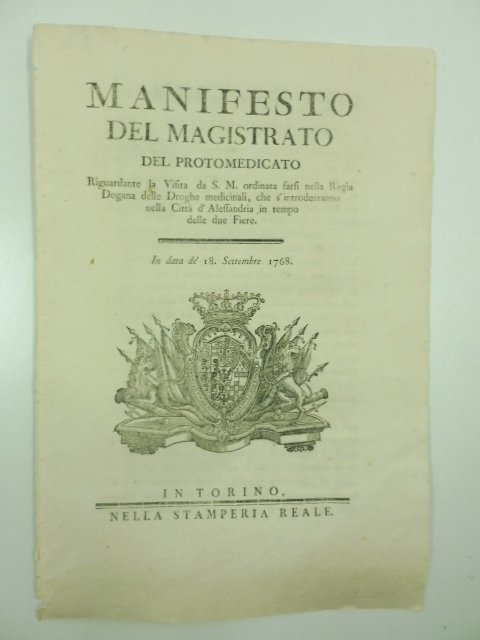 MANIFESTO
DEL MAGISTRATO
DEL PROTOMEDICATO
Riguardante la Visita da S. M. ordinata farsi nella Regia
Dogana delle Droghe medicinali, che s'introdurranno
nella Città d'Alessandria in tempo
delle due Fiere.
In data de' 18. Settembre 1768.
IN TORINO,
NELLA STAMPERIA REALE.